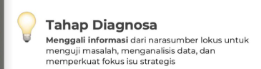 Tahap Diagnosa
Menggali informasi dari narasumber lokus untuk
menguji masalah, menganalisis data, dan
memperkuat fokus isu strategis